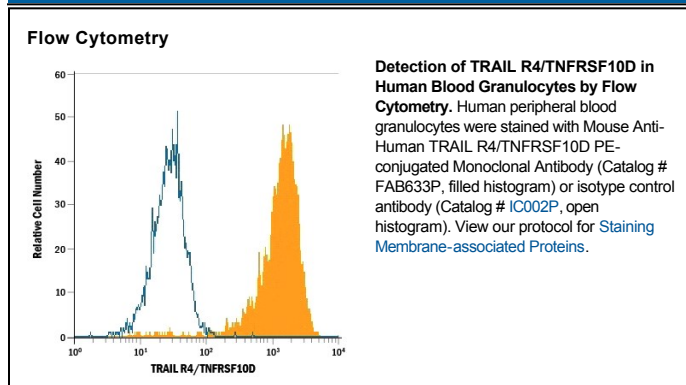 Flow Cytometry
60
50
40
30
20
10
0
Relative Cell Number
10⁰ 10¹ 10² 10³ 10⁴
TRAIL R4/TNFRSF10D
Detection of TRAIL R4/TNFRSF10D in
Human Blood Granulocytes by Flow
Cytometry. Human peripheral blood
granulocytes were stained with Mouse Anti-
Human TRAIL R4/TNFRSF10D PE-
conjugated Monoclonal Antibody (Catalog #
FAB633P, filled histogram) or isotype control
antibody (Catalog # IC002P, open
histogram). View our protocol for Staining
Membrane-associated Proteins.